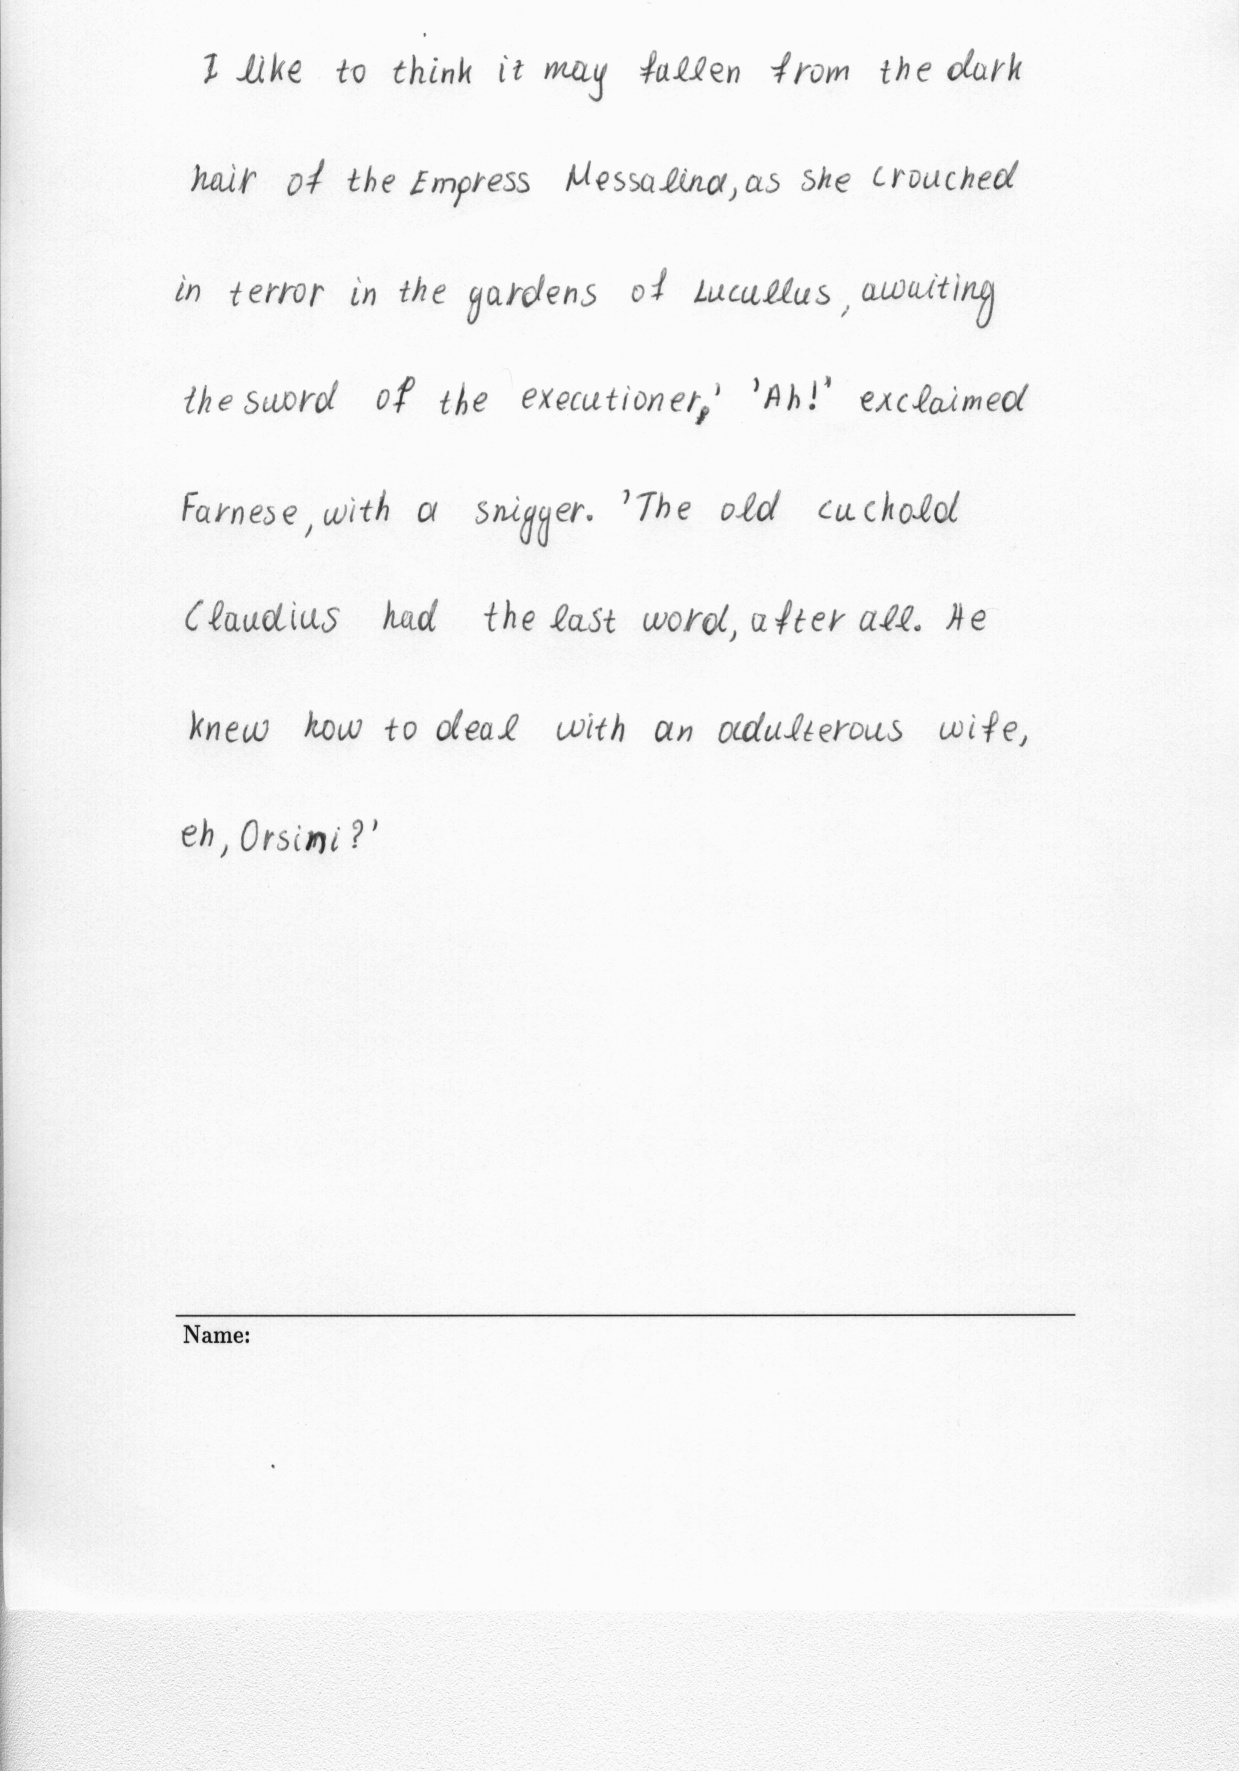 I like to think it may fallen from the dark
hair of the Empress Messalina, as she crouched
in terror in the gardens of Lucullus, awaiting
the sword of the executioner,' 'Ah!' exclaimed
Farnese, with a snigger. 'The old cuckold
Claudius had the last word, after all. He
knew how to deal with an adulterous wife,
eh, Orsini?'
Name: